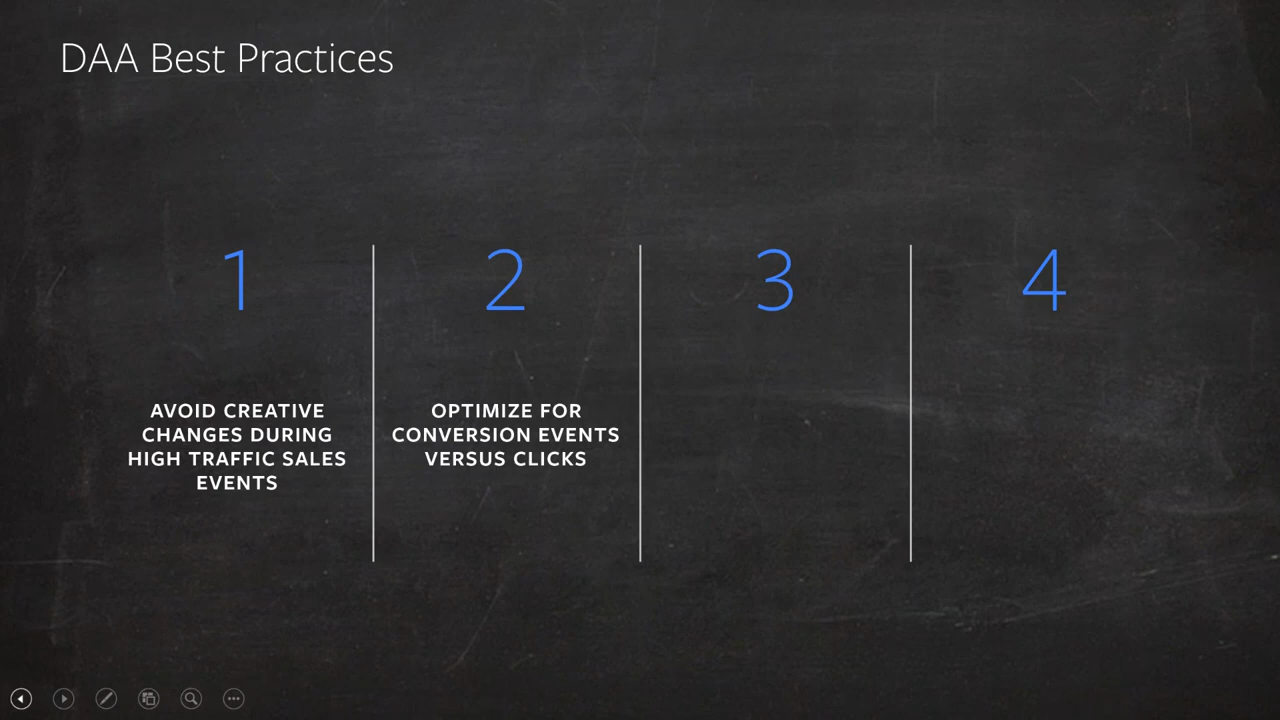 DAA Best Practices
1
AVOID CREATIVE
CHANGES DURING
HIGH TRAFFIC SALES
EVENTS
2
OPTIMIZE FOR
CONVERSION EVENTS
VERSUS CLICKS
3
4